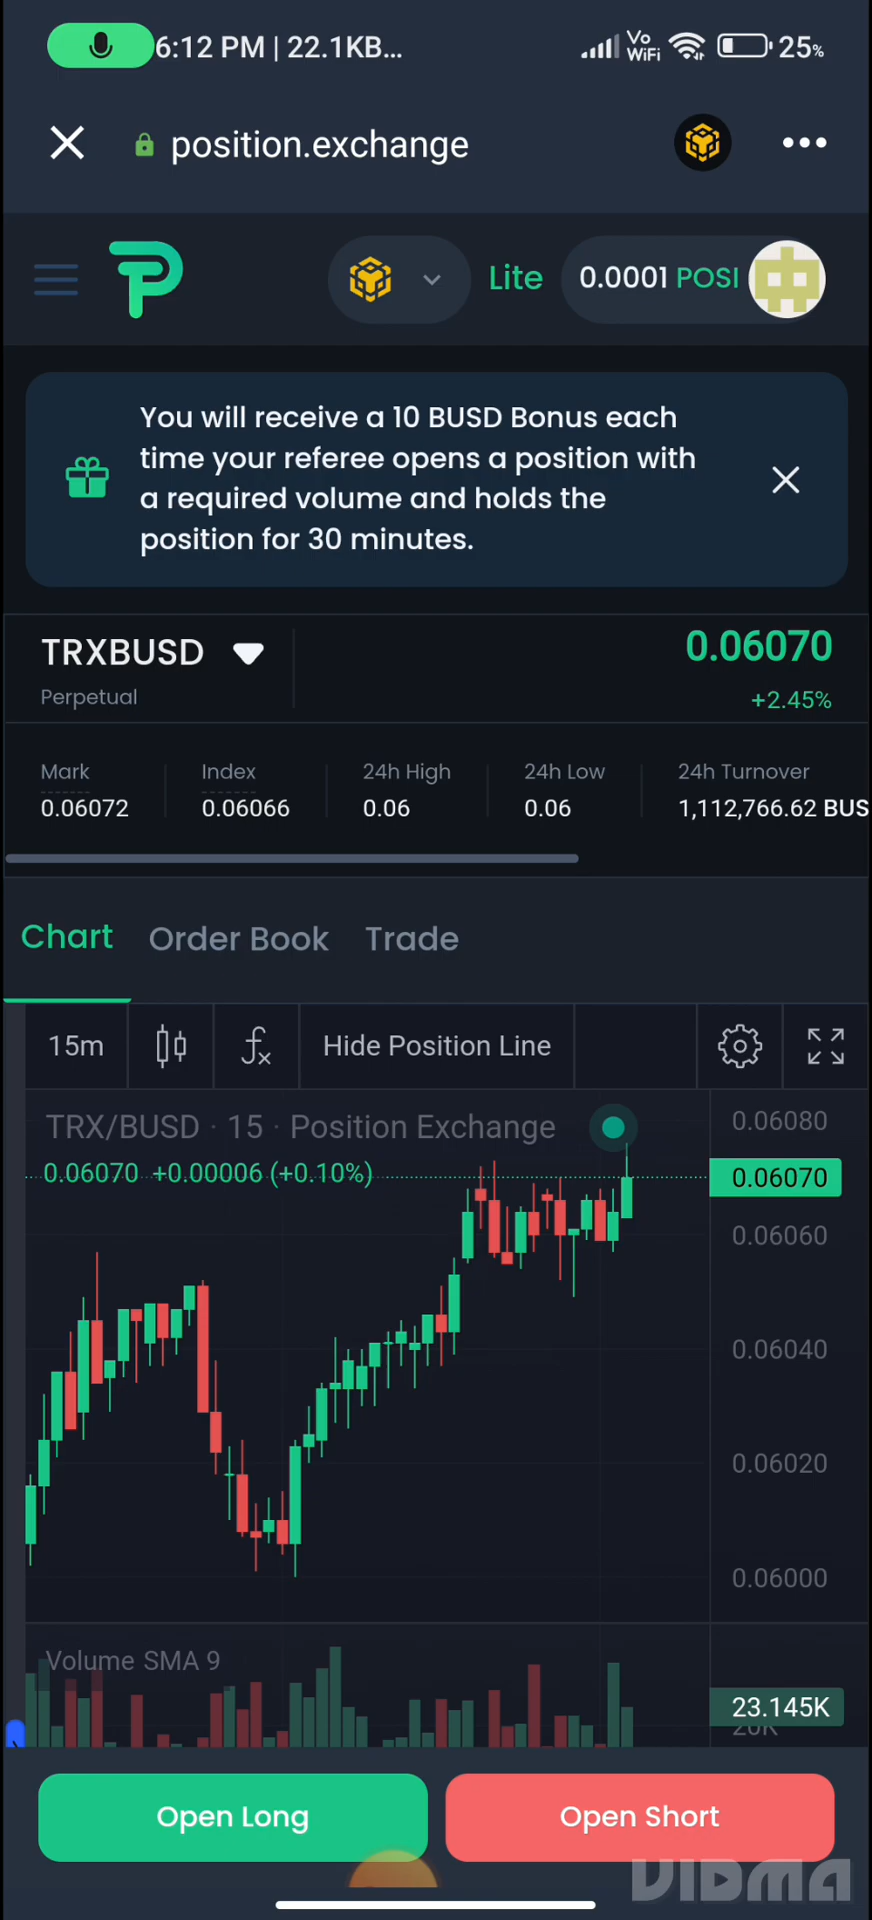 6:12 PM | 22.1KB...
Vo
WiFi
25%
position.exchange
Lite
0.0001 POSI
You will receive a 10 BUSD Bonus each
time your referee opens a position with
a required volume and holds the
position for 30 minutes.
TRXBUSD
0.06070
Perpetual
+2.45%
Mark
Index
24h High
24h Low
24h Turnover
0.06072
0.06066
0.06
0.06
1,112,766.62 BUS
Chart
Order Book
Trade
15m
fx
Hide Position Line
TRX/BUSD · 15 · Position Exchange
0.06080
0.06070 +0.00006 (+0.10%)
0.06070
0.06060
0.06040
0.06020
0.06000
Volume SMA 9
23.145K
20K
Open Long
Open Short
VIDMA